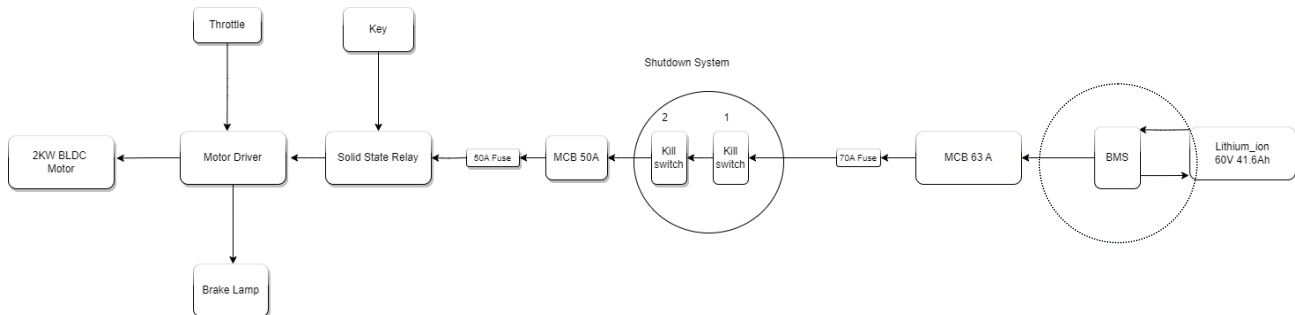 Throttle
Key
Shutdown System
2
1
2KW BLDC
Motor
Motor Driver
Solid State Relay
50A Fuse
MCB 50A
Kill
switch
Kill
switch
70A Fuse
MCB 63 A
BMS
Lithium_ion
60V 41.6Ah
Brake Lamp